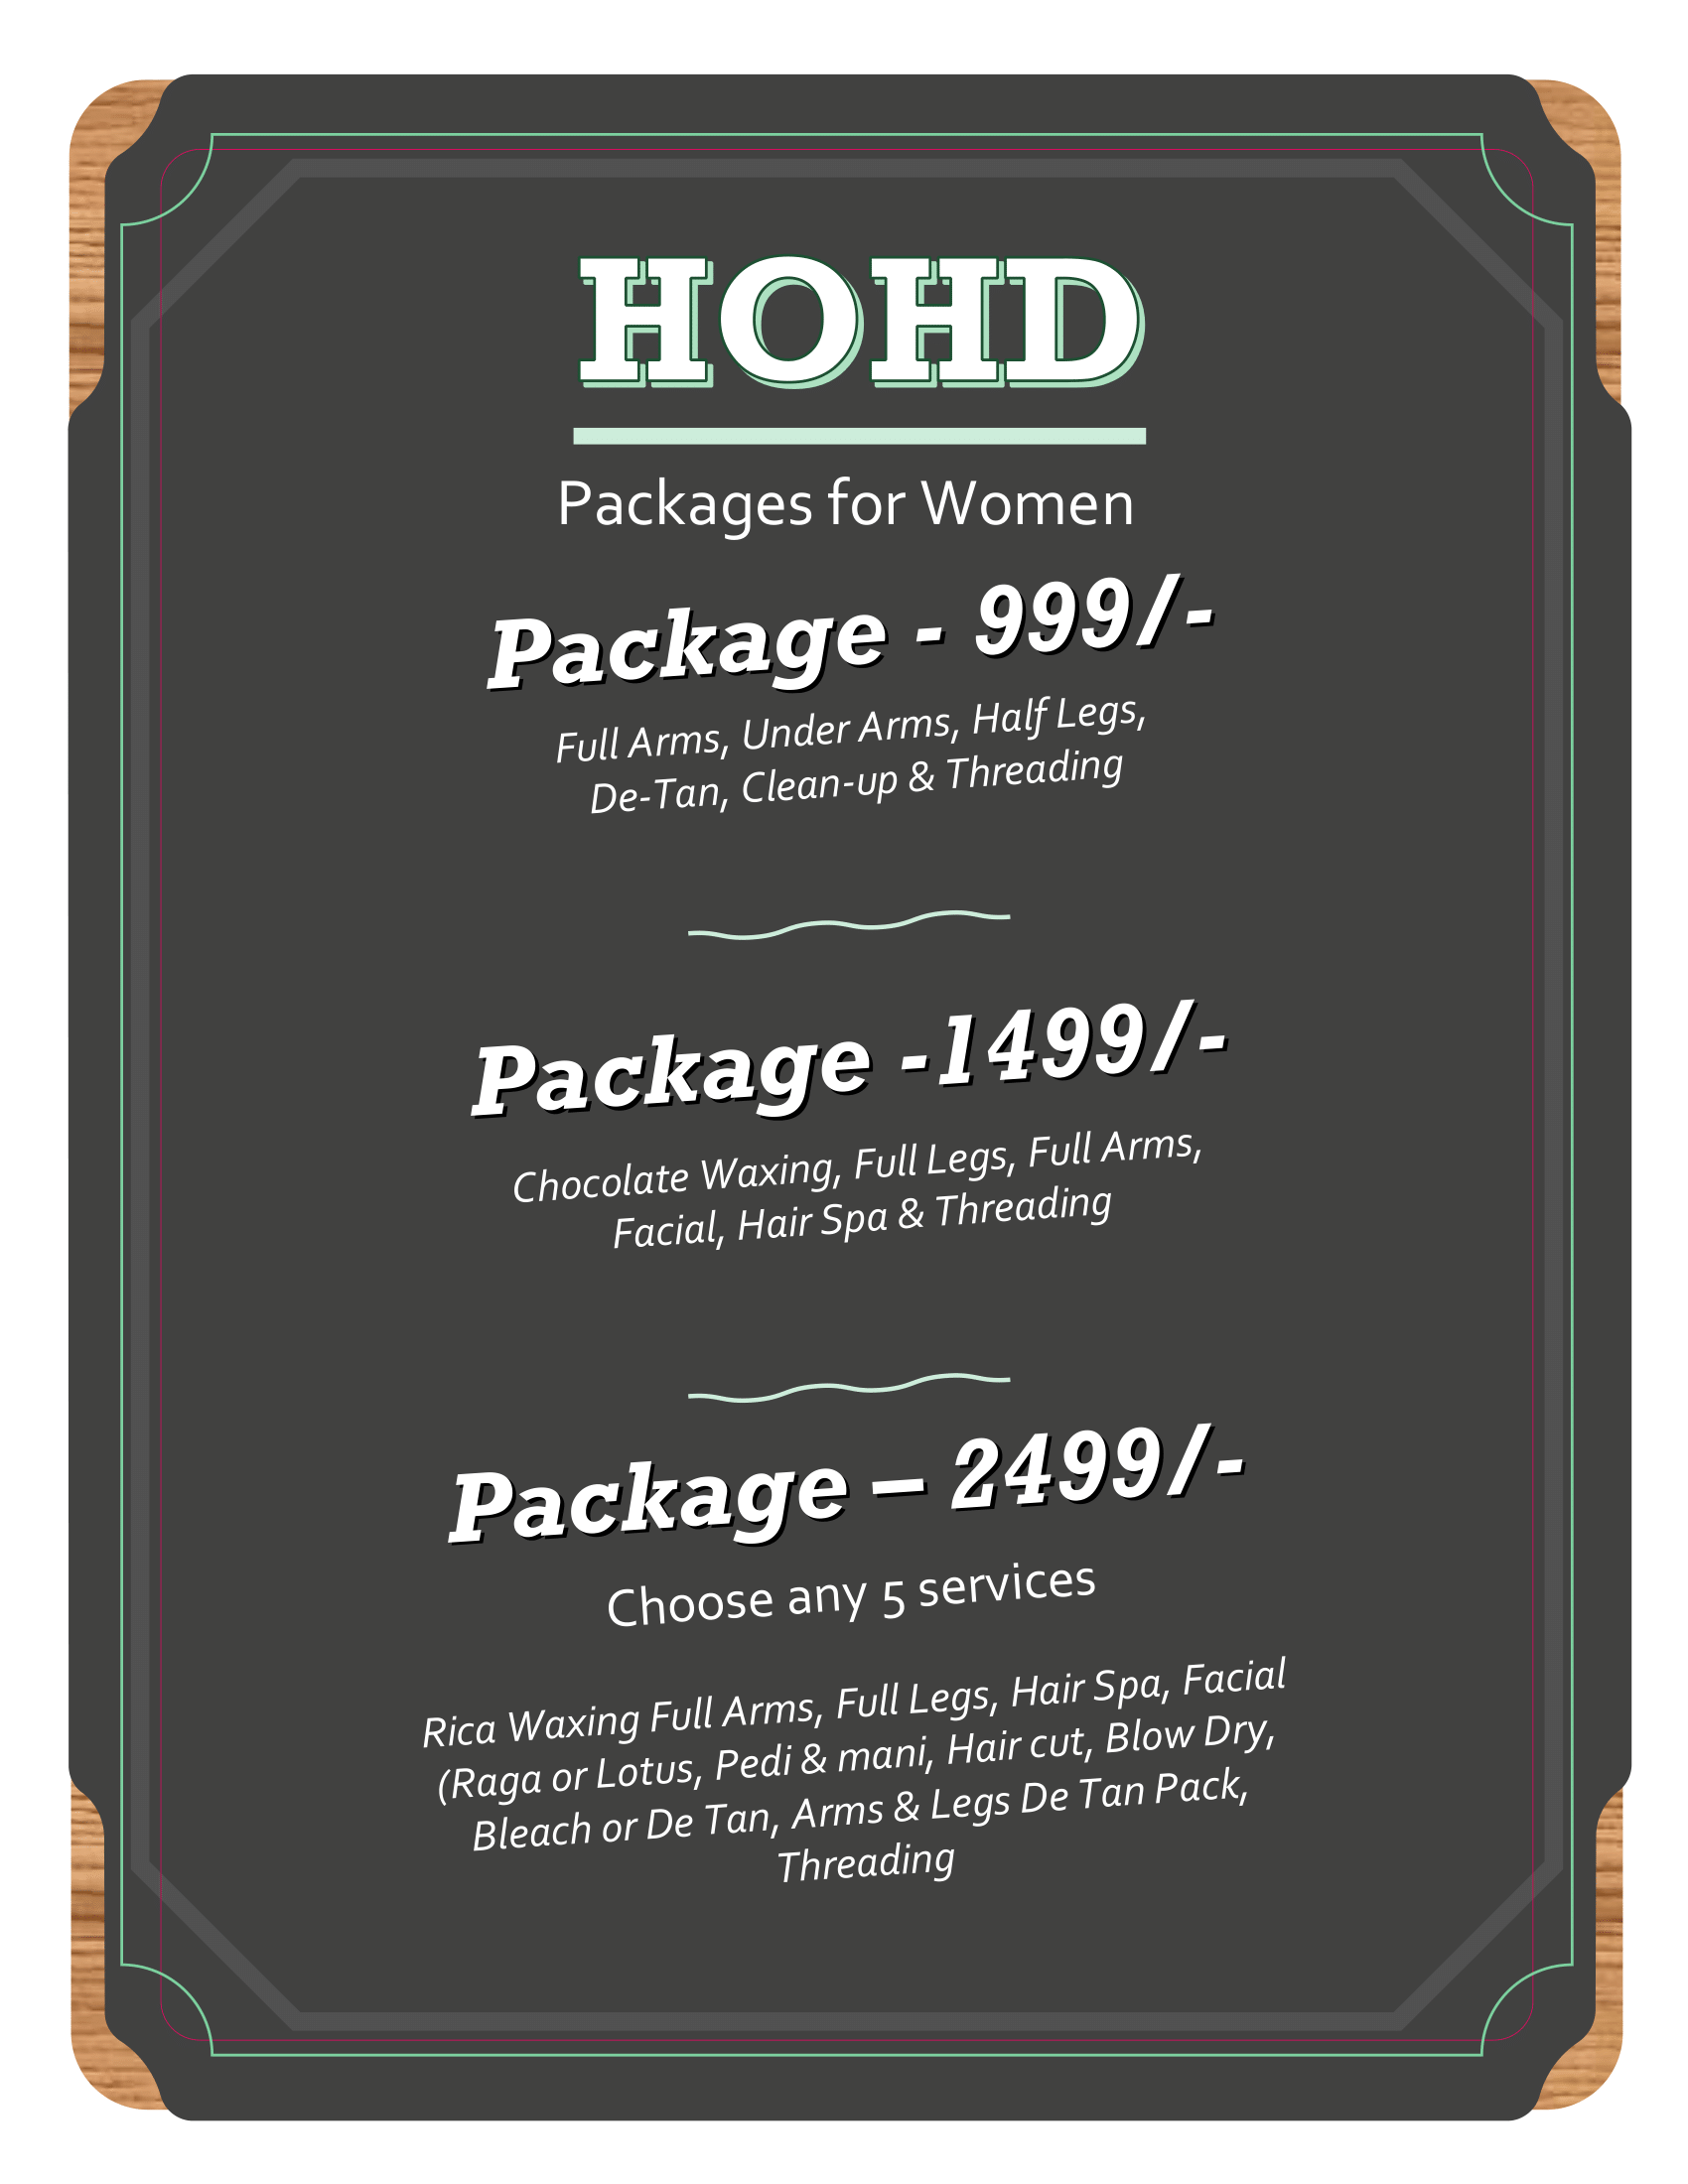 HOHD
Packages for Women
Package - 999/-
Full Arms, Under Arms, Half Legs,
De-Tan, Clean-up & Threading
Package -1499/-
Chocolate Waxing, Full Legs, Full Arms,
Facial, Hair Spa & Threading
Package – 2499/-
Choose any 5 services
Rica Waxing Full Arms, Full Legs, Hair Spa, Facial
(Raga or Lotus, Pedi & mani, Hair cut, Blow Dry,
Bleach or De Tan, Arms & Legs De Tan Pack,
Threading